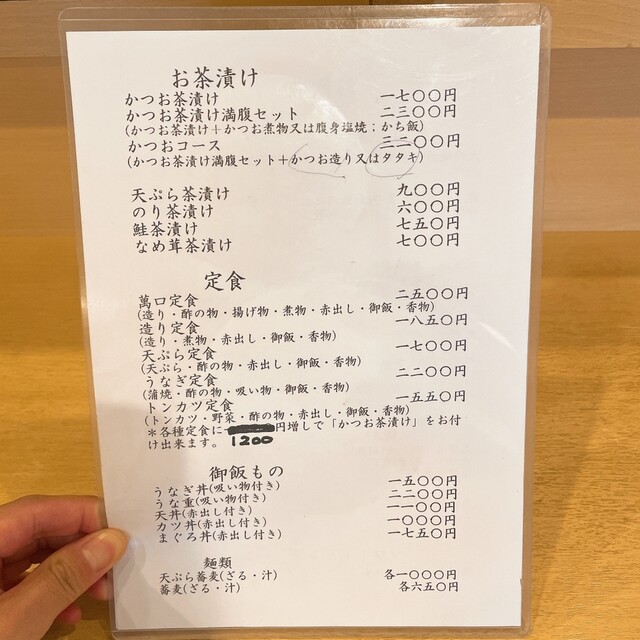 お茶漬け
かつお茶漬け 一七〇〇円
かつお茶漬け満腹セット 二三〇〇円
(かつお茶漬け＋かつお煮物又は腹身塩焼；かち飯)
かつおコース 三二〇〇円
(かつお茶漬け満腹セット＋かつお造り又はタタキ)
天ぷら茶漬け 九〇〇円
のり茶漬け 六〇〇円
鮭茶漬け 七五〇円
なめ茸茶漬け 七〇〇円
定食
萬口定食 二五〇〇円
(造り・酢の物・揚げ物・煮物・赤出し・御飯・香物)
造り定食 一八五〇円
(造り・煮物・赤出し・御飯・香物)
天ぷら定食 一七〇〇円
(天ぷら・酢の物・赤出し・御飯・香物)
うなぎ定食 二二〇〇円
(蒲焼・酢の物・吸い物・御飯・香物)
トンカツ定食 一五五〇円
(トンカツ・野菜・酢の物・赤出し・御飯・香物)
＊各種定食に円増しで「かつお茶漬け」をお付
け出来ます。 1200
御飯もの
うなぎ丼(吸い物付き) 一五〇〇円
うな重(吸い物付き) 二二〇〇円
天丼(赤出し付き) 一一〇〇円
カツ丼(赤出し付き) 一〇〇〇円
まぐろ丼(赤出し付き) 一七五〇円
麺類
天ぷら蕎麦(ざる・汁) 各一〇〇〇円
蕎麦(ざる・汁) 各六五〇円